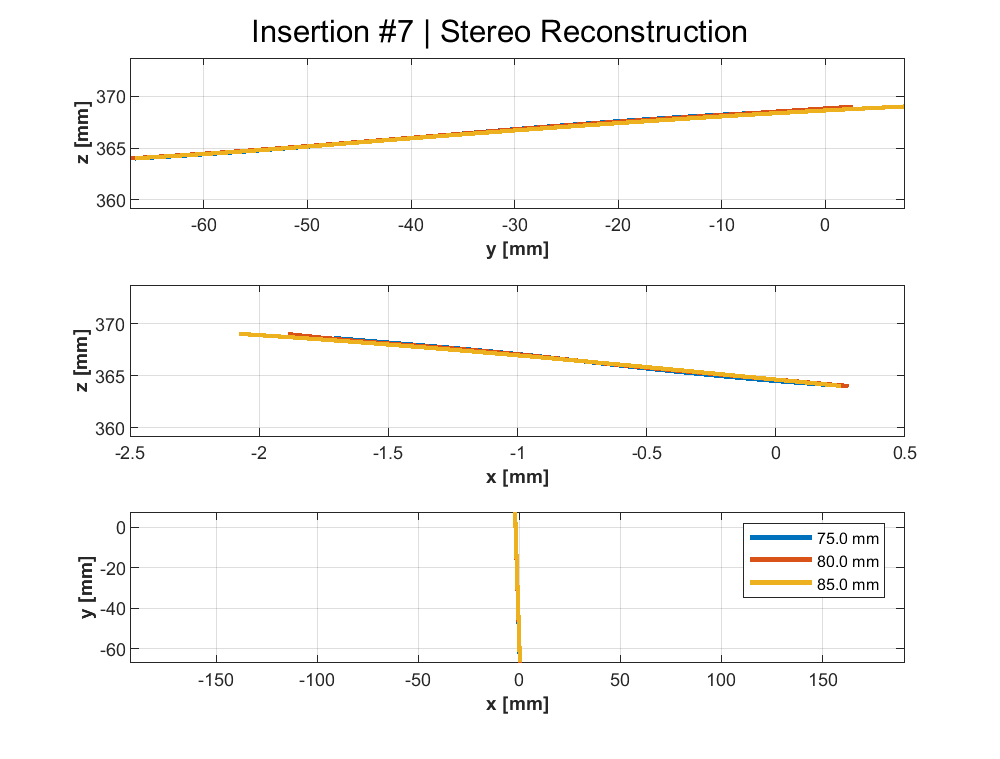 Insertion #7 | Stereo Reconstruction
370
365
360
z [mm]
-60 -50 -40 -30 -20 -10 0
y [mm]
370
365
360
z [mm]
-2.5 -2 -1.5 -1 -0.5 0 0.5
x [mm]
0
-20
-40
-60
y [mm]
75.0 mm
80.0 mm
85.0 mm
-150 -100 -50 0 50 100 150
x [mm]